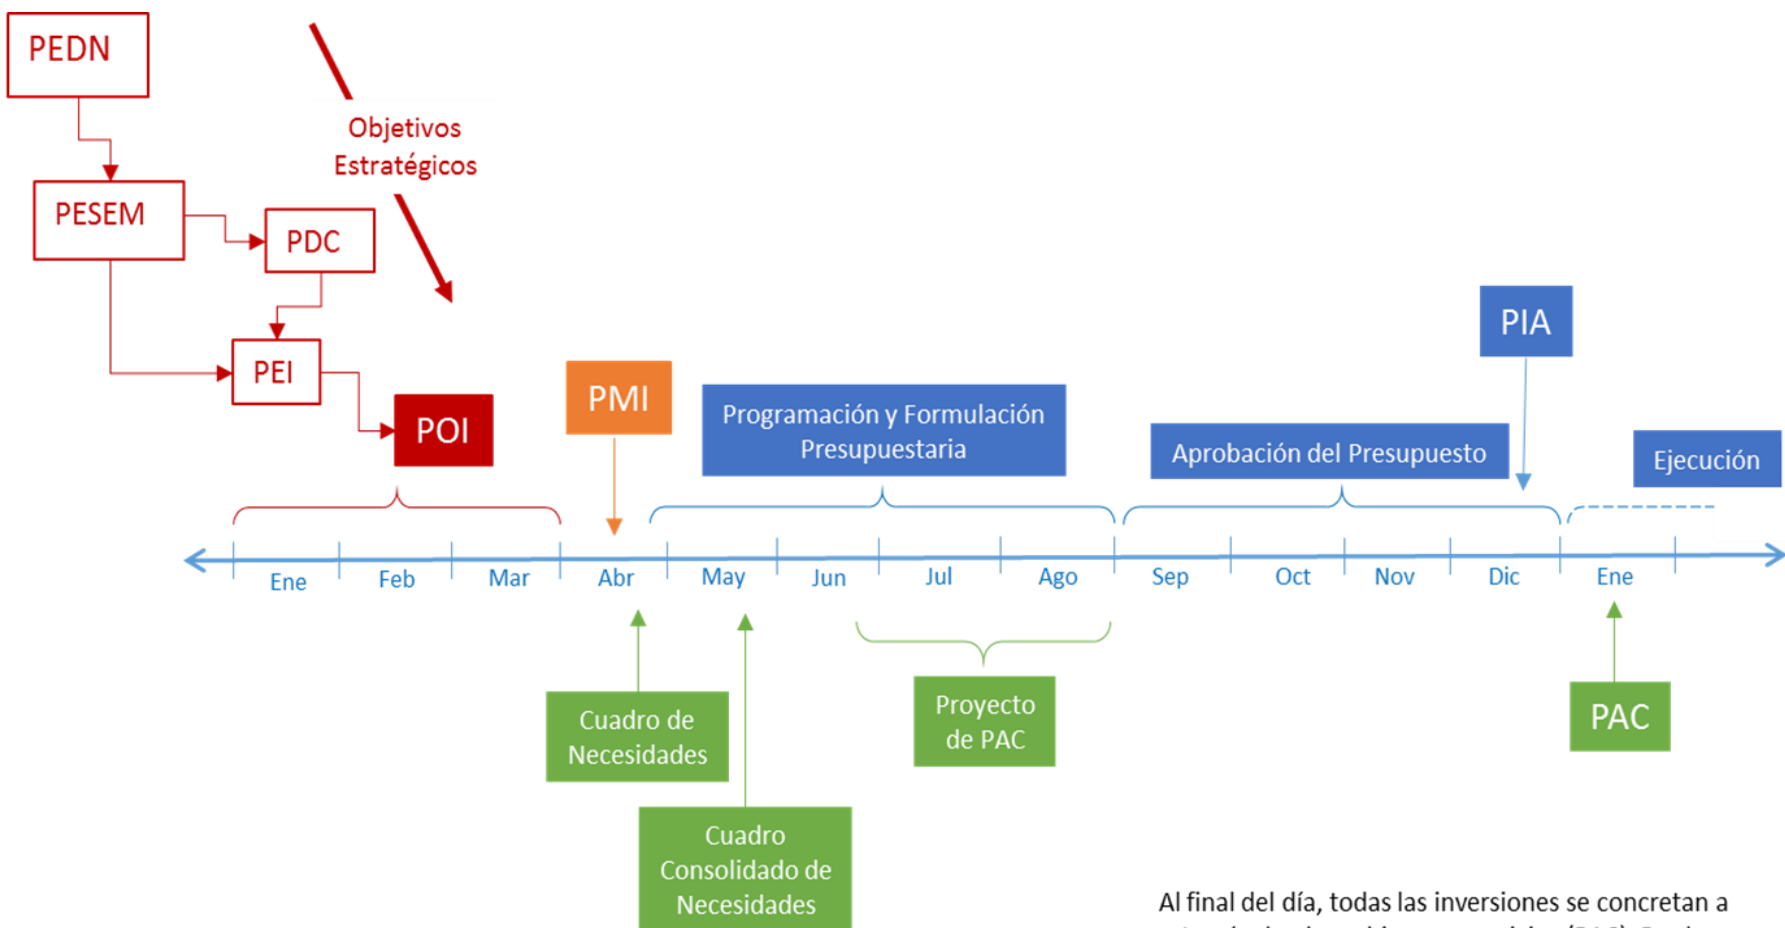 PEDN
Objetivos
Estratégicos
PESEM
PDC
PEI
POI
PMI
Programación y Formulación
Presupuestaria
Aprobación del Presupuesto
PIA
Ejecución
Ene
Feb
Mar
Abr
May
Jun
Jul
Ago
Sep
Oct
Nov
Dic
Ene
Cuadro de
Necesidades
Cuadro
Consolidado de
Necesidades
Proyecto
de PAC
PAC
Al final del día, todas las inversiones se concretan a